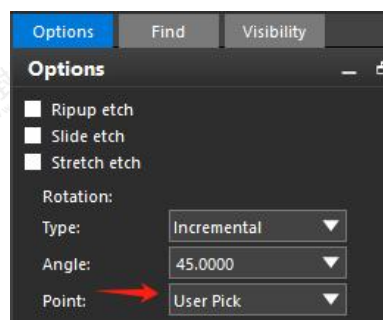 Options Find Visibility
Options
Ripup etch
Slide etch
Stretch etch
Rotation:
Type: Incremental
Angle: 45.0000
Point: User Pick